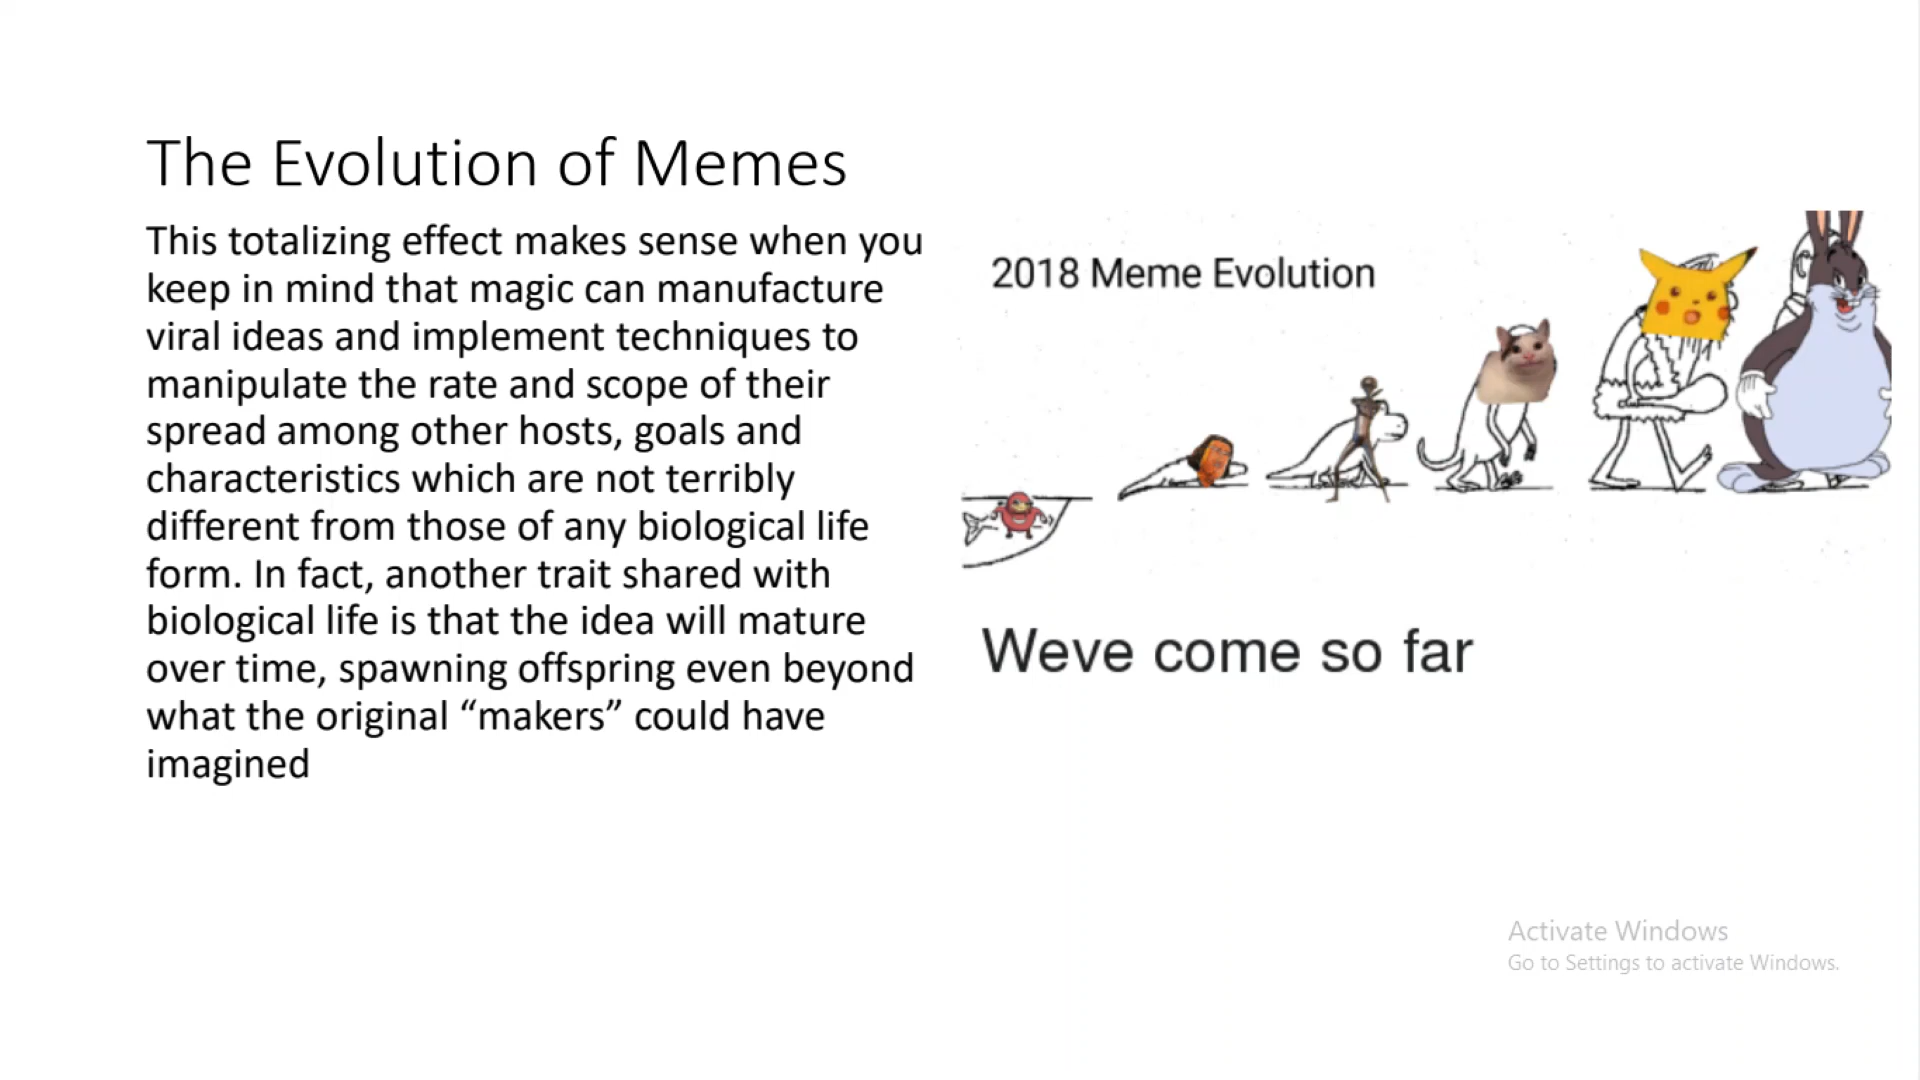 The Evolution of Memes
This totalizing effect makes sense when you
keep in mind that magic can manufacture
viral ideas and implement techniques to
manipulate the rate and scope of their
spread among other hosts, goals and
characteristics which are not terribly
different from those of any biological life
form. In fact, another trait shared with
biological life is that the idea will mature
over time, spawning offspring even beyond
what the original “makers” could have
imagined
2018 Meme Evolution
Weve come so far
Activate Windows
Go to Settings to activate Windows.